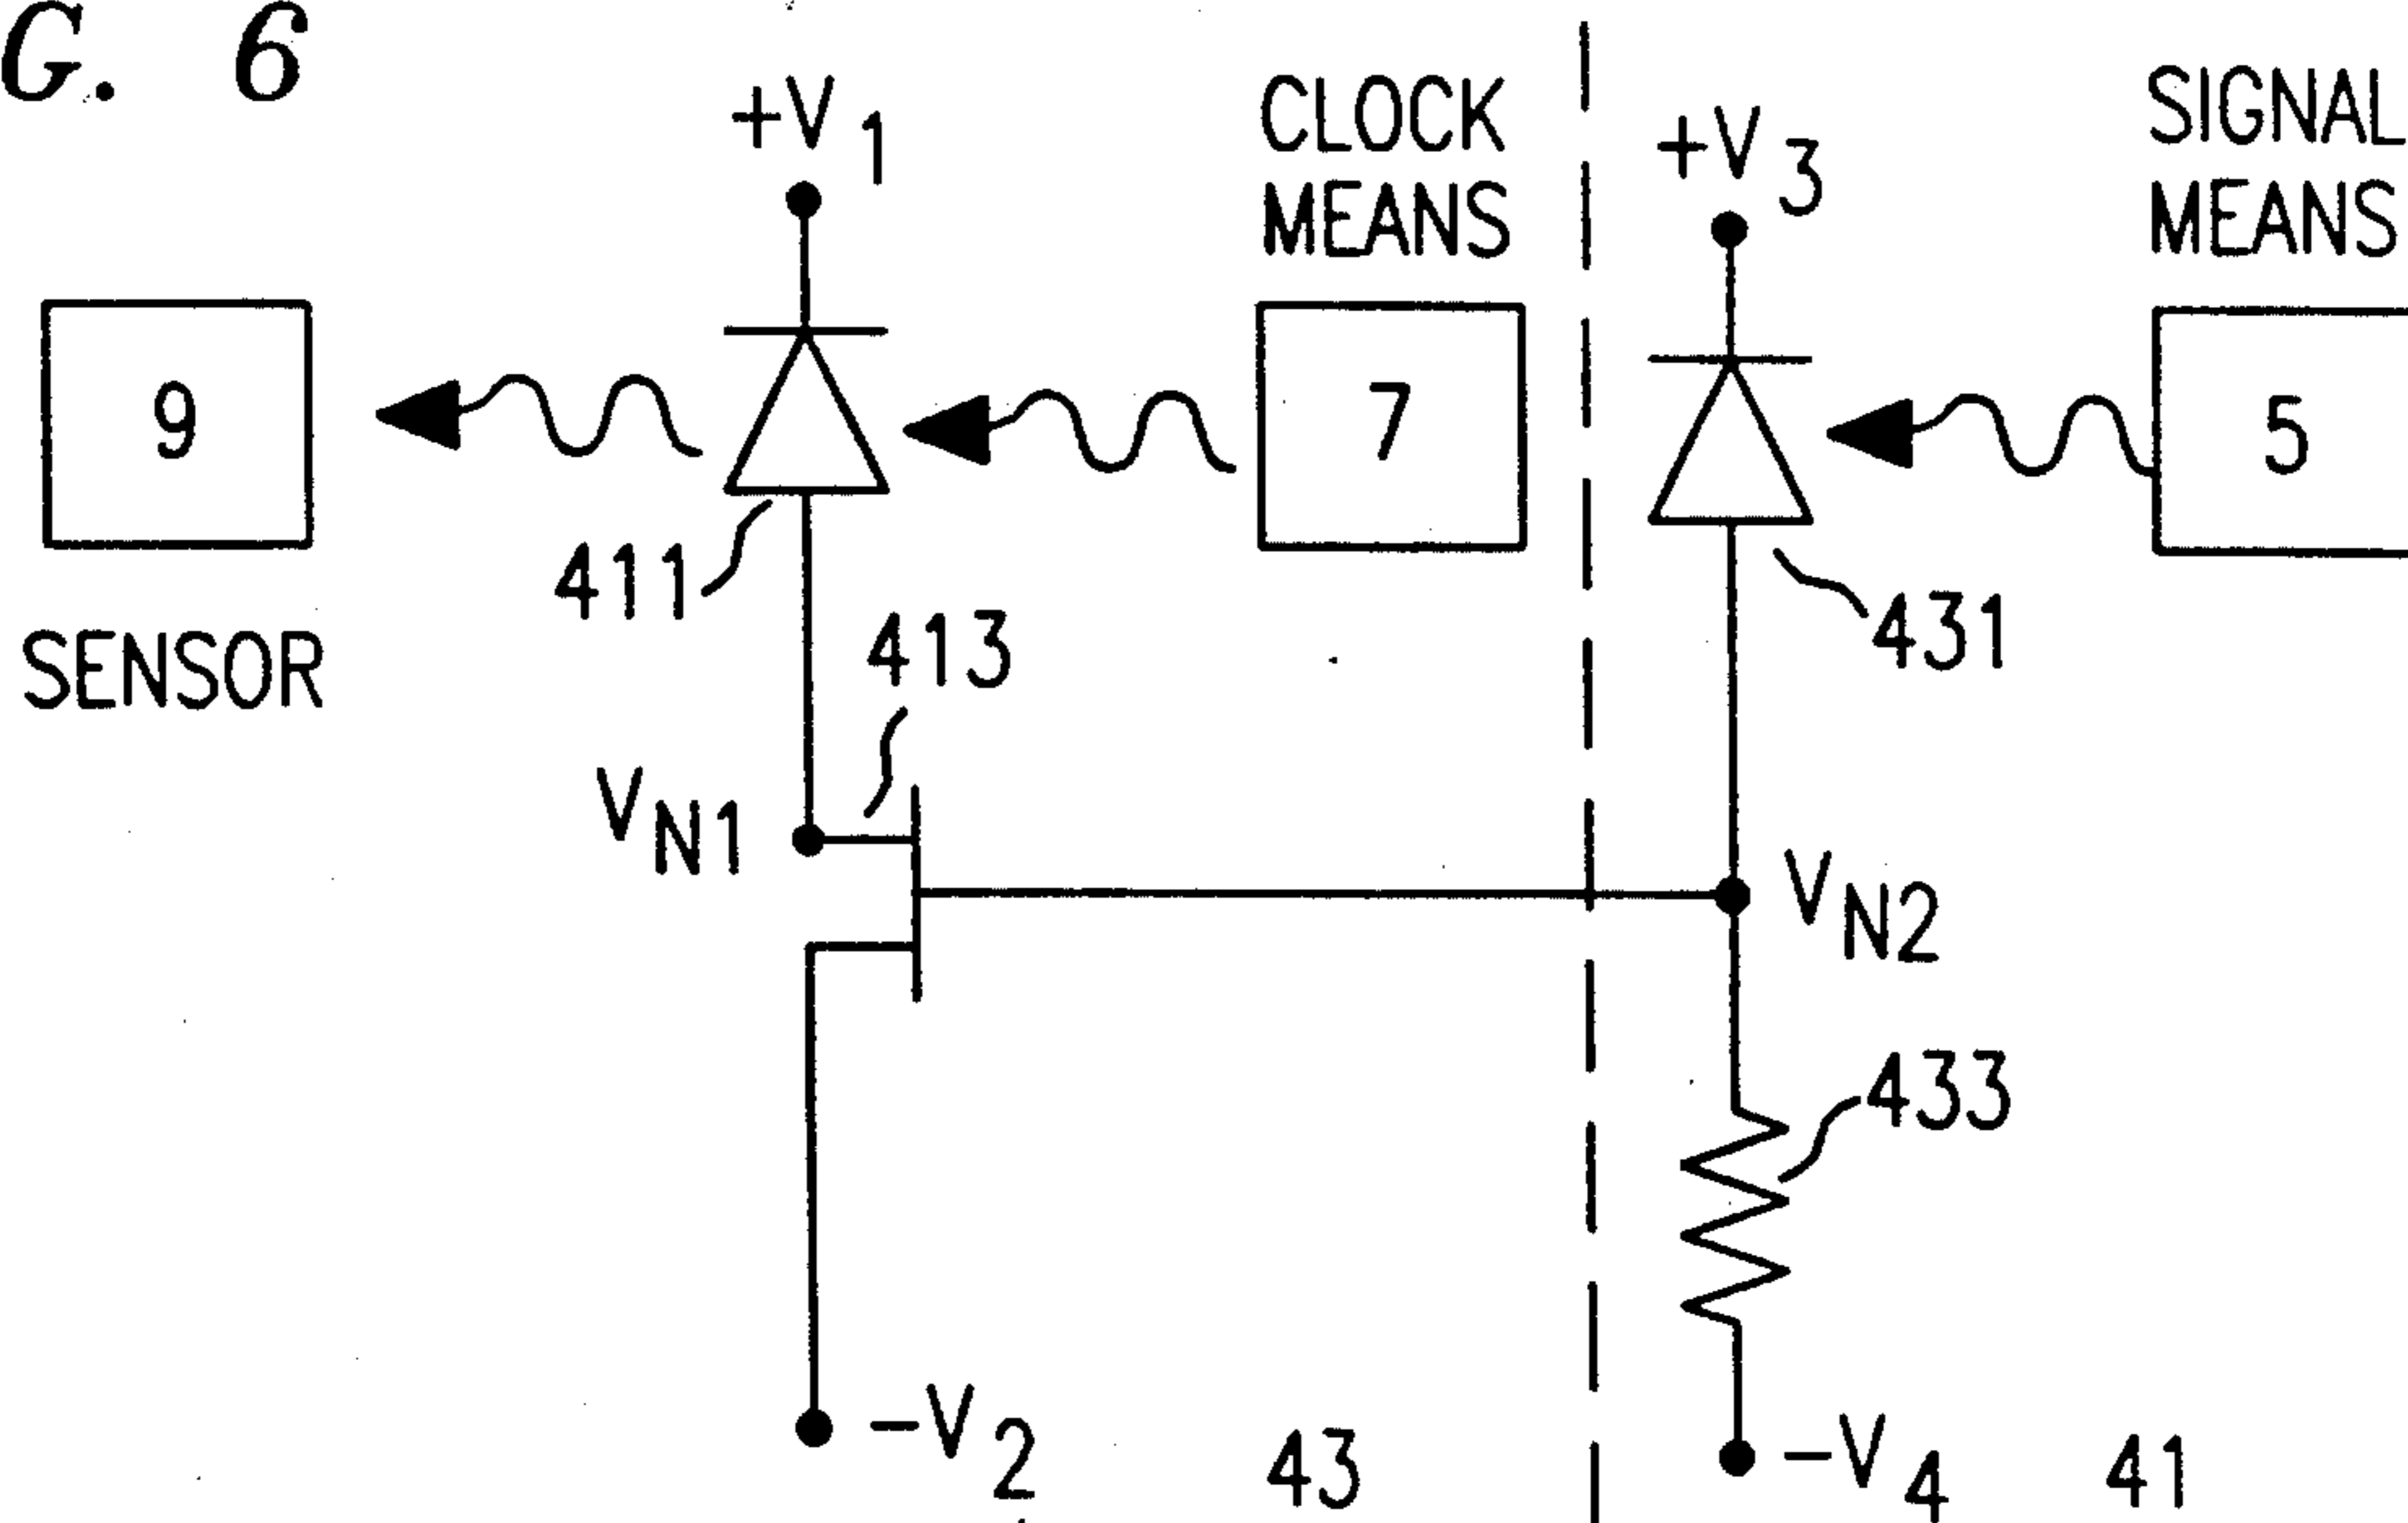 G. 6
+V1
CLOCK
MEANS
+V3
SIGNAL
MEANS
9
7
5
411
431
SENSOR
413
VN1
VN2
433
-V2
43
-V4
41